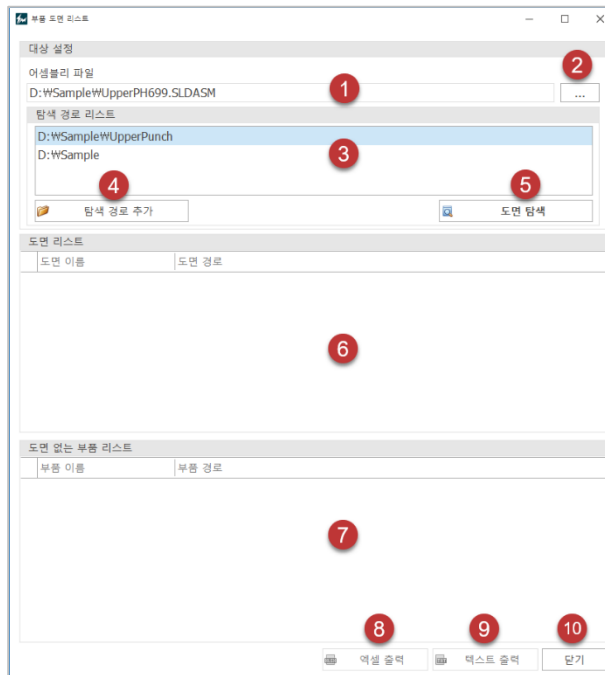 부품 도면 리스트
대상 설정
어셈블리 파일
2
D:₩Sample₩UpperPH699.SLDASM
1
...
탐색 경로 리스트
D:₩Sample₩UpperPunch
D:₩Sample
3
4
5
탐색 경로 추가
도면 탐색
도면 리스트
도면 이름 도면 경로
6
도면 없는 부품 리스트
부품 이름 부품 경로
7
8 9 10
엑셀 출력 텍스트 출력 닫기